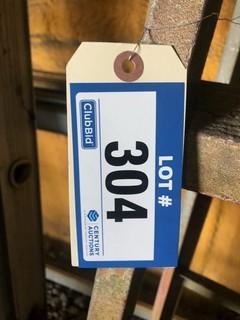 LOT #
304
ClubBid
CENTURY
AUCTIONS